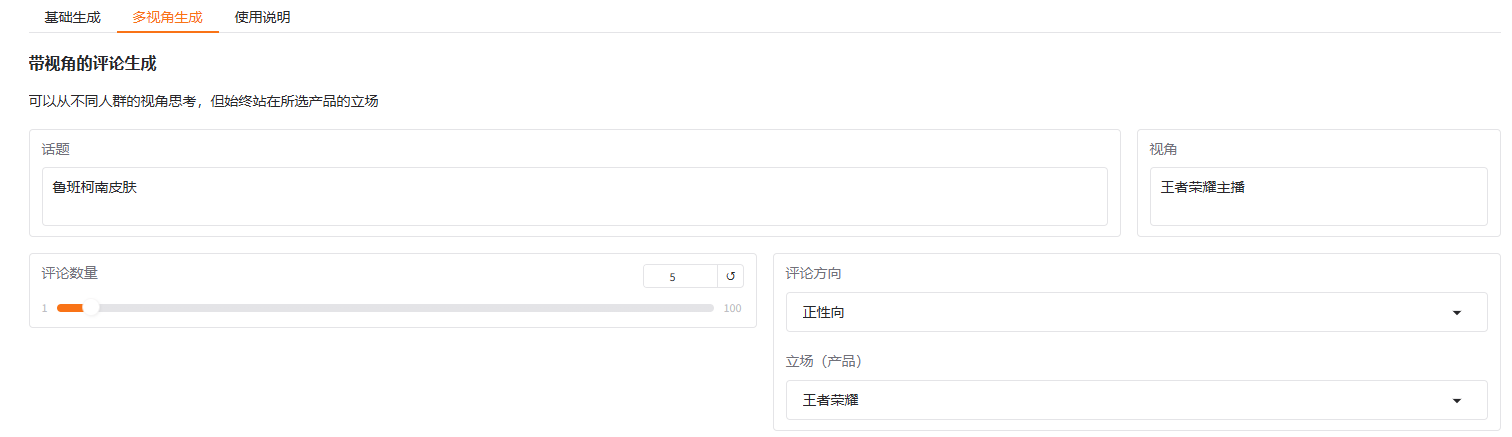 基础生成 多视角生成 使用说明
带视角的评论生成
可以从不同人群的视角思考，但始终站在所选产品的立场
话题
鲁班柯南皮肤
视角
王者荣耀主播
评论数量
5 ↺
1 100
评论方向
正性向
立场（产品）
王者荣耀